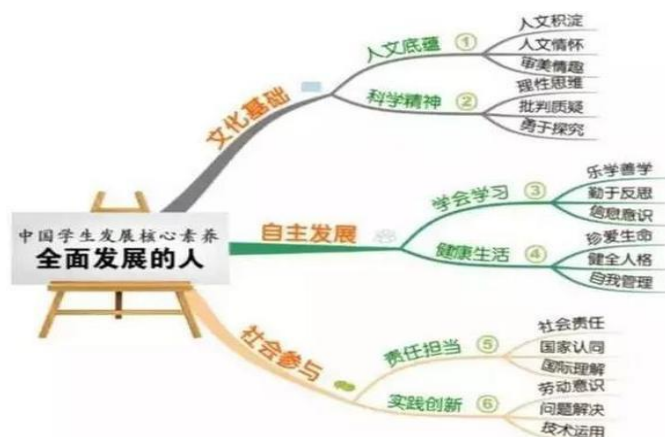 中国学生发展核心素养
全面发展的人
文化基础
人文底蕴 ①
人文积淀
人文情怀
审美情趣
科学精神 ②
理性思维
批判质疑
勇于探究
自主发展
学会学习 ③
乐学善学
勤于反思
信息意识
健康生活 ④
珍爱生命
健全人格
自我管理
社会参与
责任担当 ⑤
社会责任
国家认同
国际理解
实践创新 ⑥
劳动意识
问题解决
技术运用